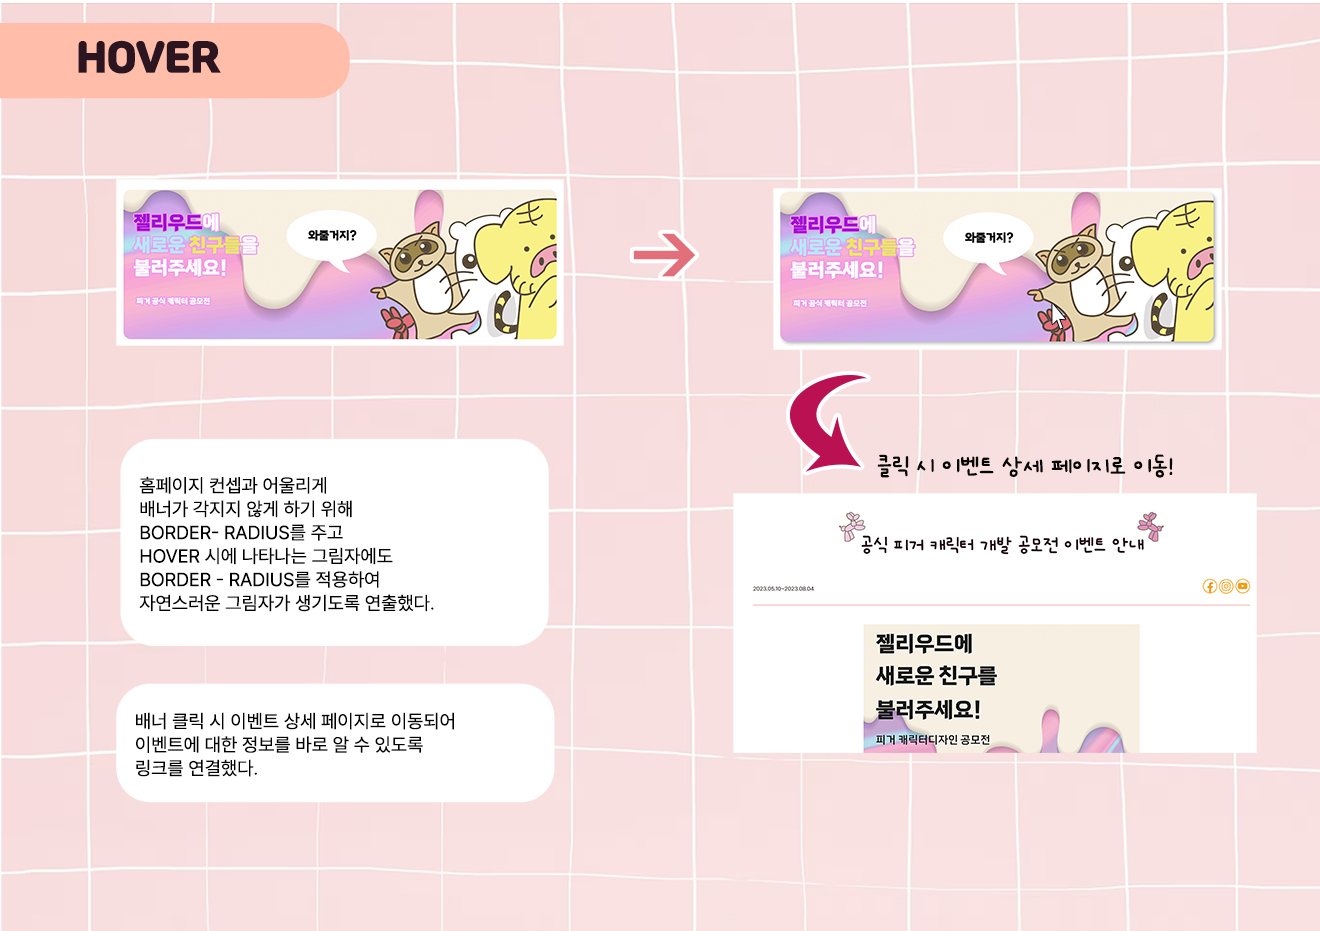 HOVER
젤리우드에
새로운 친구들을
불러주세요!
피거 공식 캐릭터 공모전
와줄거지?
젤리우드에
새로운 친구들을
불러주세요!
피거 공식 캐릭터 공모전
와줄거지?
클릭 시 이벤트 상세 페이지로 이동!
홈페이지 컨셉과 어울리게
배너가 각지지 않게 하기 위해
BORDER- RADIUS를 주고
HOVER 시에 나타나는 그림자에도
BORDER - RADIUS를 적용하여
자연스러운 그림자가 생기도록 연출했다.
배너 클릭 시 이벤트 상세 페이지로 이동되어
이벤트에 대한 정보를 바로 알 수 있도록
링크를 연결했다.
공식 피거 캐릭터 개발 공모전 이벤트 안내
2023.05.10~2023.08.04
젤리우드에
새로운 친구를
불러주세요!
피거 캐릭터디자인 공모전